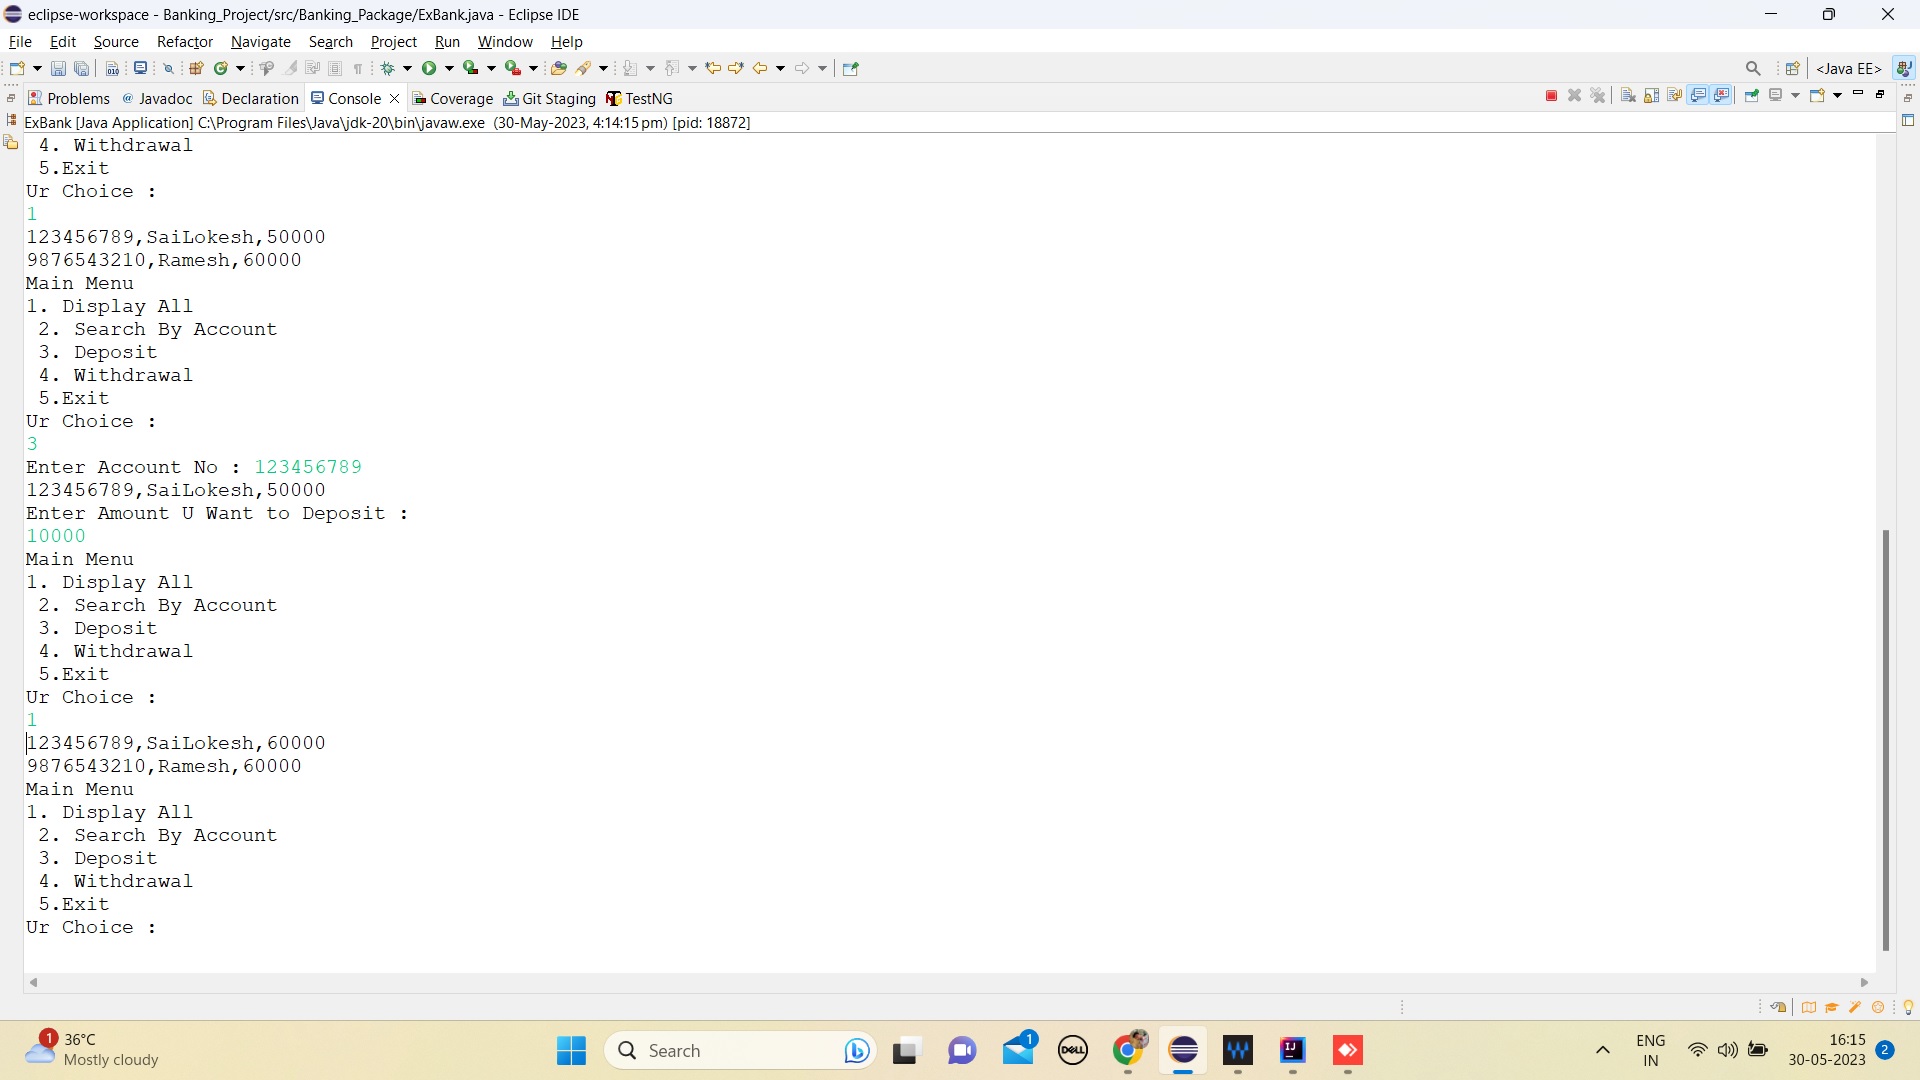 eclipse-workspace - Banking_Project/src/Banking_Package/ExBank.java - Eclipse IDE
File Edit Source Refactor Navigate Search Project Run Window Help
<Java EE>
Problems @ Javadoc Declaration Console Coverage Git Staging TestNG
ExBank [Java Application] C:\Program Files\Java\jdk-20\bin\javaw.exe (30-May-2023, 4:14:15 pm) [pid: 18872]
4. Withdrawal
5.Exit
Ur Choice :
1
123456789,SaiLokesh,50000
9876543210,Ramesh,60000
Main Menu
1. Display All
2. Search By Account
3. Deposit
4. Withdrawal
5.Exit
Ur Choice :
3
Enter Account No : 123456789
123456789,SaiLokesh,50000
Enter Amount U Want to Deposit :
10000
Main Menu
1. Display All
2. Search By Account
3. Deposit
4. Withdrawal
5.Exit
Ur Choice :
1
123456789,SaiLokesh,60000
9876543210,Ramesh,60000
Main Menu
1. Display All
2. Search By Account
3. Deposit
4. Withdrawal
5.Exit
Ur Choice :
1
36°C
Mostly cloudy
Search
1
DELL
IJ
ENG
IN
16:15
30-05-2023
2